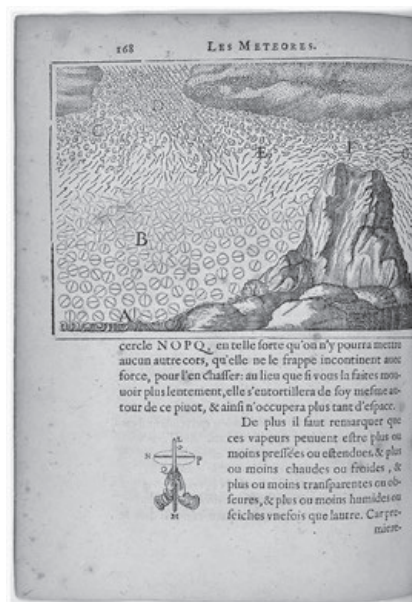 168 LES METEORES.
D
C
E
I
G
B
A
cercle NOPQ, en telle sorte qu'on n'y pourra mettre
aucun autre cors, qu'elle ne le frappe incontinent auec
force, pour l'en chasser: au lieu que si vous la faites mou-
uoir plus lentement, elle s'entortillera de soy mesme au-
tour de ce piuot, & ainsi n'occupera plus tant d'espace.
De plus il faut remarquer que
ces vapeurs peuuent estre plus ou
moins pressées ou estendues, & plus
ou moins chaudes ou froides, &
plus ou moins transparentes ou ob-
scures, & plus ou moins humides ou
seiches vnefois que lautre. Car pre-
miere-
L
N P
M